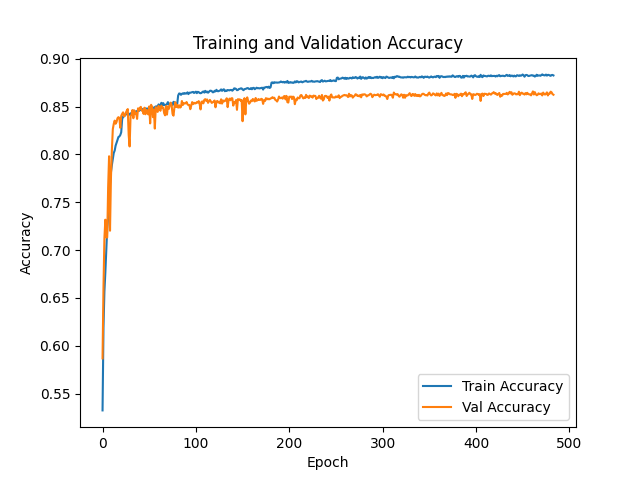 Training and Validation Accuracy
0.90
0.85
0.80
0.75
0.70
0.65
0.60
0.55
Accuracy
0 100 200 300 400 500
Epoch
Train Accuracy
Val Accuracy